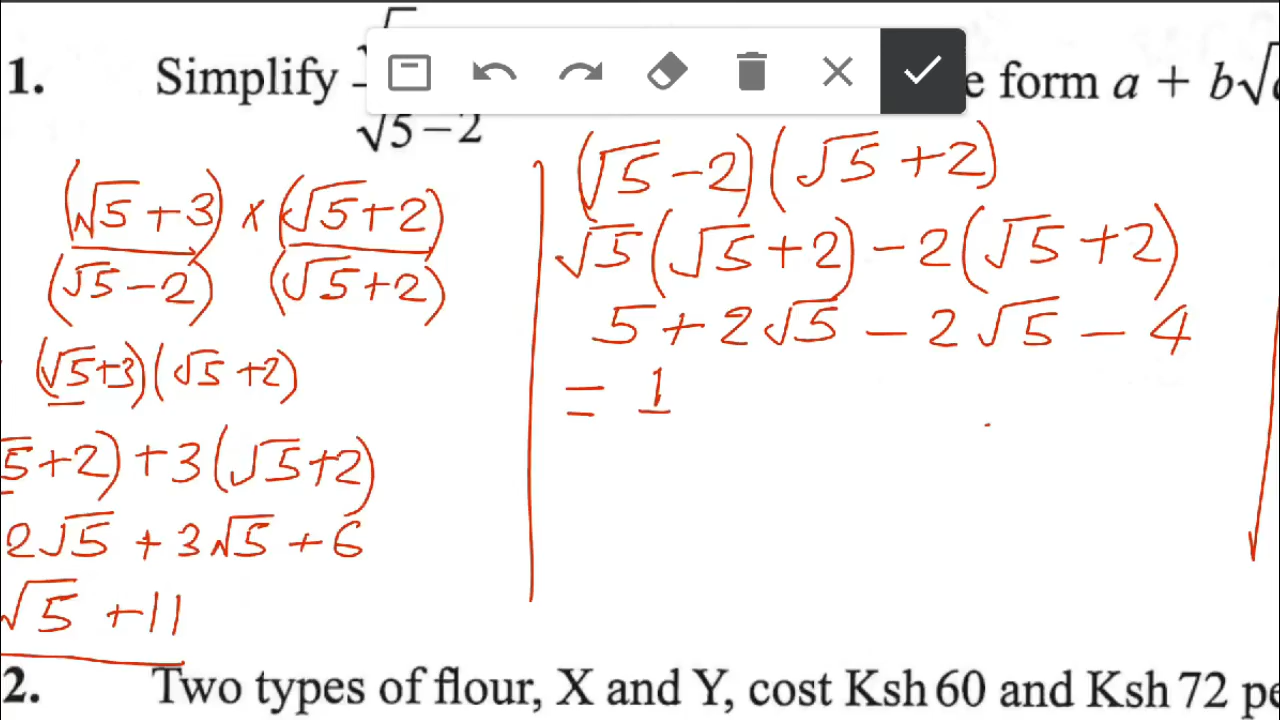 1. Simplify
√5 – 2
e form a + b√
(√5 + 3) × (√5 + 2)
(√5 – 2) (√5 + 2)
(√5 + 3)(√5 + 2)
5 + 2) + 3(√5 + 2)
2√5 + 3√5 + 6
√5 + 11
(√5 – 2)(√5 + 2)
√5(√5 + 2) – 2(√5 + 2)
5 + 2√5 – 2√5 – 4
= 1
2. Two types of flour, X and Y, cost Ksh 60 and Ksh 72 pe